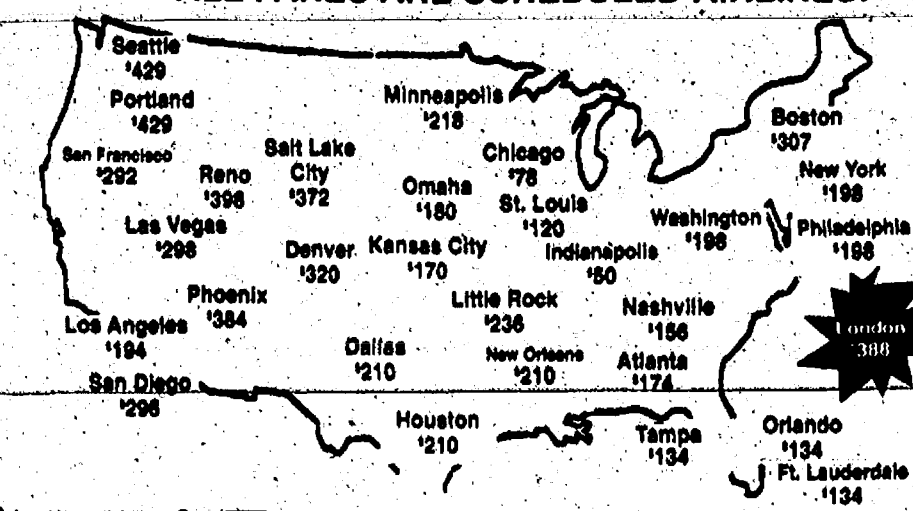 Seattle
$429
Portland
$429
San Francisco
$292
Reno
$398
Salt Lake
City
$372
Las Vegas
$298
Denver
$320
Phoenix
$384
Los Angeles
$194
San Diego
$296
Minneapolis
$218
Omaha
$180
Kansas City
$170
Chicago
$78
St. Louis
$120
Indianapolis
$50
Little Rock
$236
Dallas
$210
New Orleans
$210
Houston
$210
Nashville
$156
Atlanta
$174
Tampa
$134
Orlando
$134
Ft. Lauderdale
$134
Washington
$198
Boston
$307
New York
$198
Philadelphia
$198
London
$388